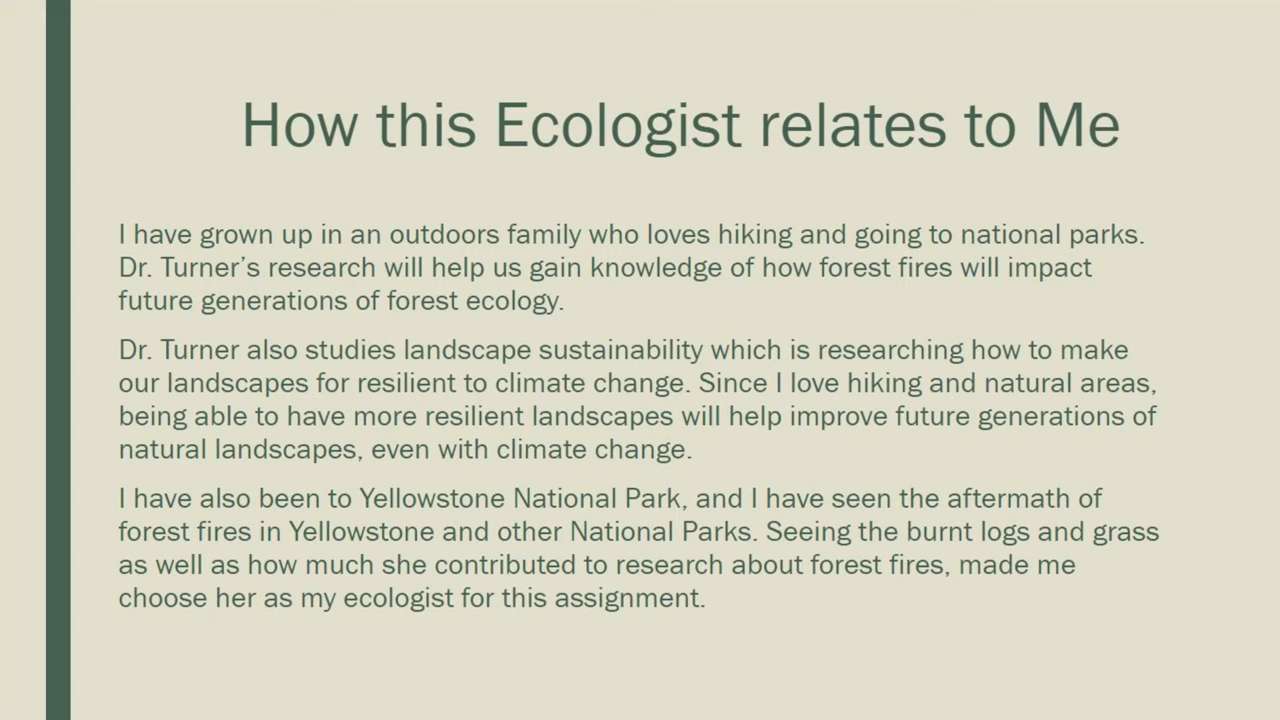 How this Ecologist relates to Me
I have grown up in an outdoors family who loves hiking and going to national parks.
Dr. Turner’s research will help us gain knowledge of how forest fires will impact
future generations of forest ecology.
Dr. Turner also studies landscape sustainability which is researching how to make
our landscapes for resilient to climate change. Since I love hiking and natural areas,
being able to have more resilient landscapes will help improve future generations of
natural landscapes, even with climate change.
I have also been to Yellowstone National Park, and I have seen the aftermath of
forest fires in Yellowstone and other National Parks. Seeing the burnt logs and grass
as well as how much she contributed to research about forest fires, made me
choose her as my ecologist for this assignment.